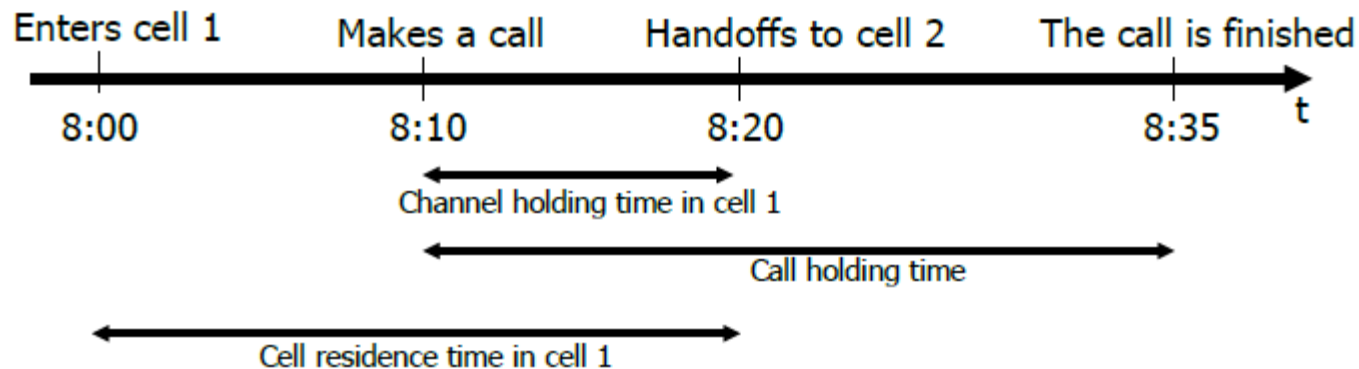 Enters cell 1
Makes a call
Handoffs to cell 2
The call is finished
8:00
8:10
8:20
8:35
t
Channel holding time in cell 1
Call holding time
Cell residence time in cell 1